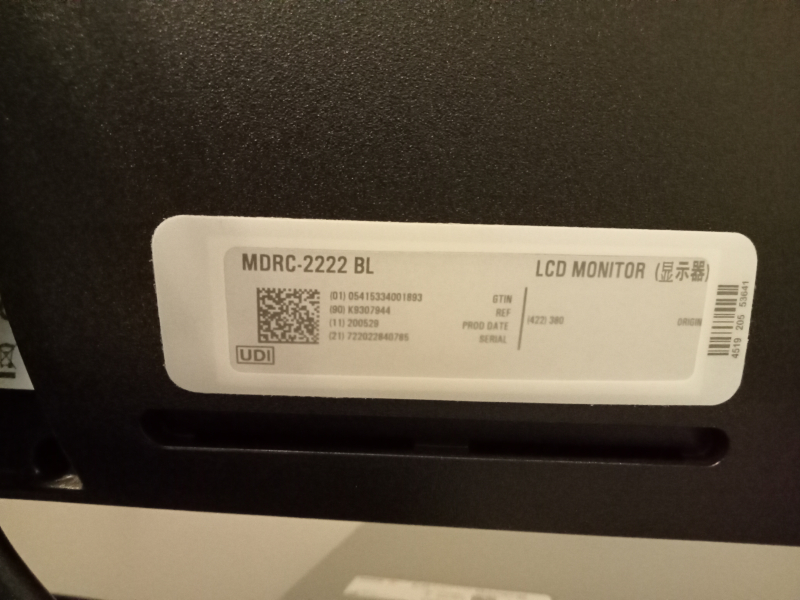 MDRC-2222 BL
LCD MONITOR (显示器)
(01) 05415334001893 GTIN
(90) K9307944 REF
(11) 200529 PROD DATE
(21) 722022840785 SERIAL
(422) 380 ORIGIN
UDI
4519 205 53641